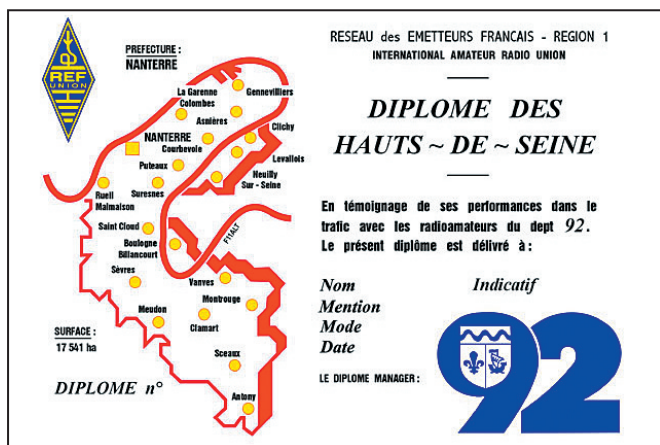 REF
UNION
PREFECTURE :
NANTERRE
La Garenne
Colombes
Gennevilliers
Asnières
Clichy
NANTERRE
Courbevoie
Levallois
Puteaux
Neuilly
Sur - Seine
Rueil
Malmaison
Suresnes
Saint Cloud
F11ALT
Boulogne
Billancourt
Sèvres
Vanves
Montrouge
Meudon
Clamart
SURFACE :
17 541 ha
Sceaux
DIPLOME n°
Antony
RESEAU des EMETTEURS FRANCAIS - REGION 1
INTERNATIONAL AMATEUR RADIO UNION
DIPLOME DES
HAUTS ~ DE ~ SEINE
En témoignage de ses performances dans le
trafic avec les radioamateurs du dept 92.
Le présent diplôme est délivré à :
Nom Indicatif
Mention
Mode
Date
LE DIPLOME MANAGER :
92